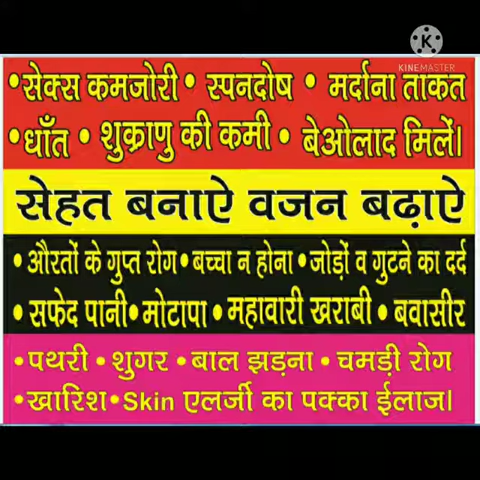 KINEMASTER
•सेक्स कमजोरी • स्पनदोष • मर्दाना ताकत
•धाँत • शुक्राणु की कमी • बेओलाद मिलें।
सेहत बनाऐ वजन बढ़ाऐ
• औरतों के गुप्त रोग • बच्चा न होना • जोड़ों व गुटने का दर्द
• सफेद पानी • मोटापा • महावारी खराबी • बवासीर
• पथरी • शुगर • बाल झड़ना • चमड़ी रोग
• खारिश • Skin एलर्जी का पक्का ईलाज।